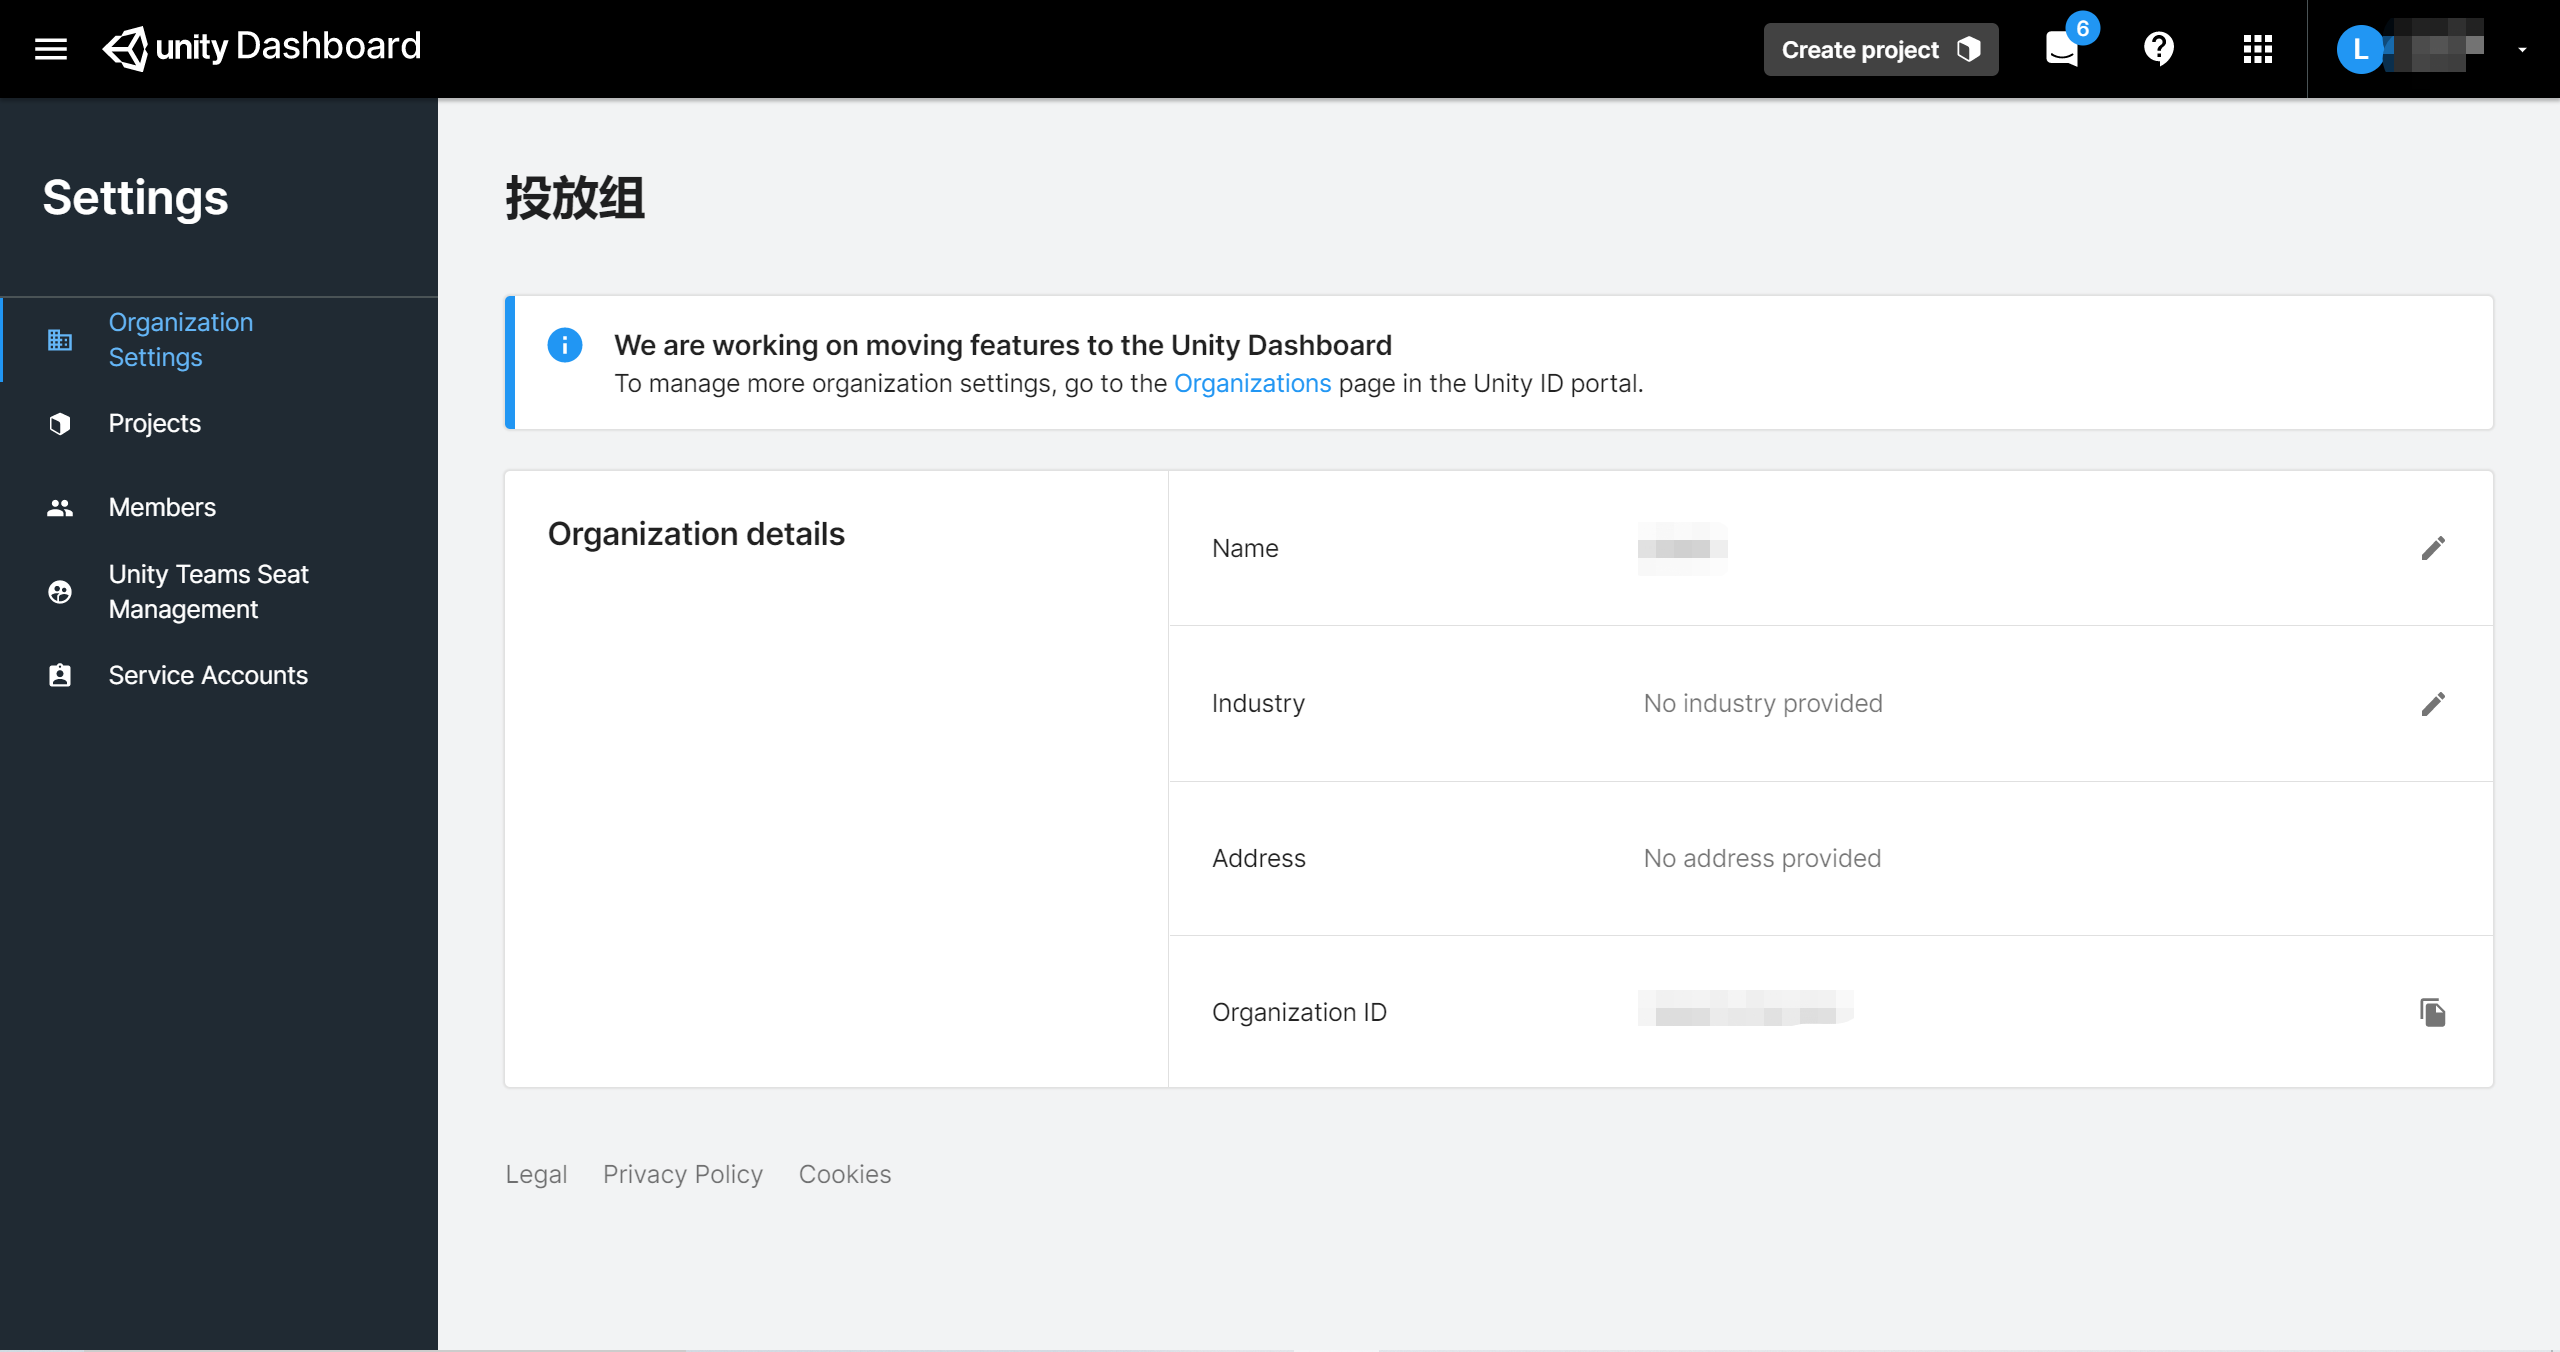 unity Dashboard
Create project
6
L
Settings
Organization
Settings
Projects
Members
Unity Teams Seat
Management
Service Accounts
投放组
We are working on moving features to the Unity Dashboard
To manage more organization settings, go to the Organizations page in the Unity ID portal.
Organization details
Name
Industry
No industry provided
Address
No address provided
Organization ID
Legal
Privacy Policy
Cookies